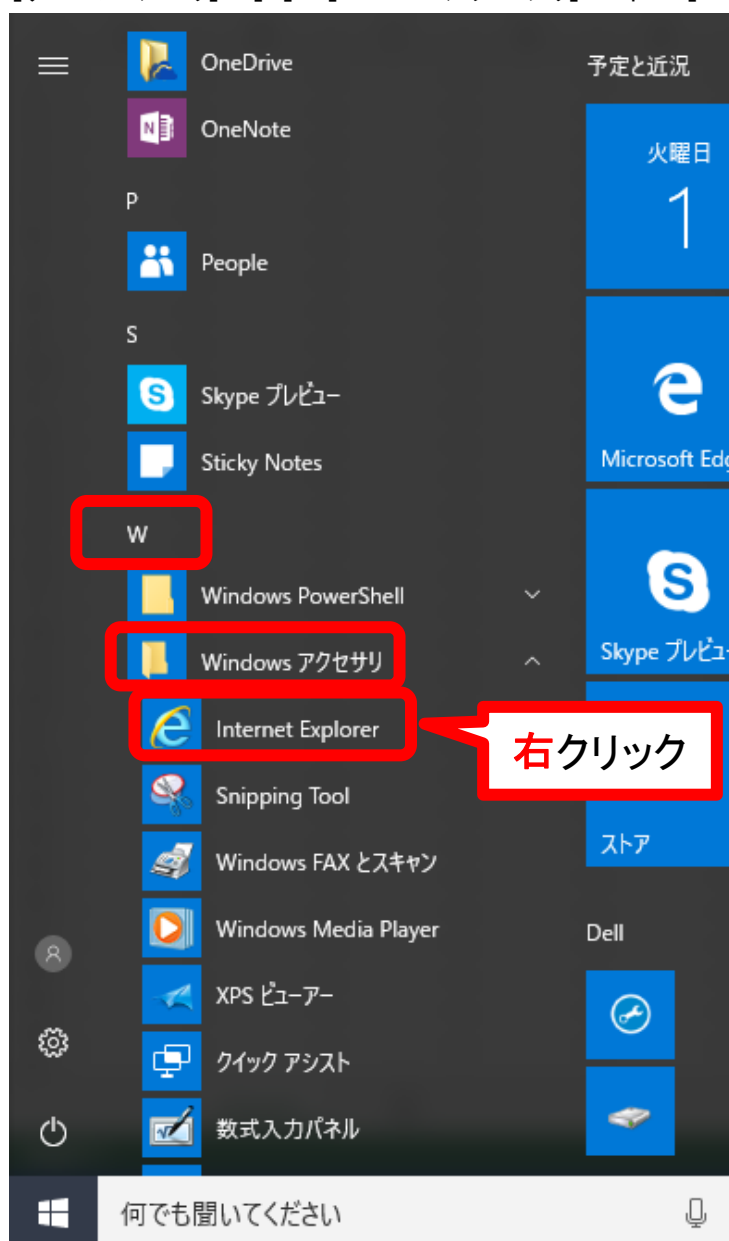 OneDrive
OneNote
P
People
S
Skype プレビュー
Sticky Notes
W
Windows PowerShell
Windows アクセサリ
Internet Explorer
Snipping Tool
Windows FAX とスキャン
Windows Media Player
XPS ビューアー
クイック アシスト
数式入力パネル
右クリック
予定と近況
火曜日
1
Microsoft Edg
Skype プレビュー
ストア
Dell
何でも聞いてください